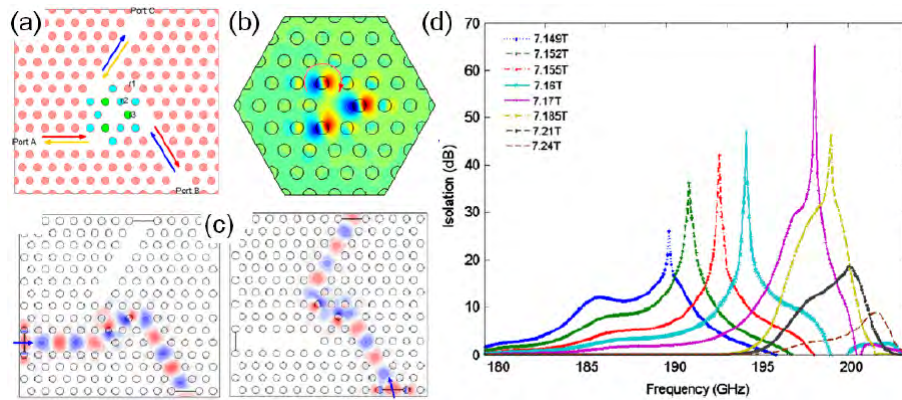 (a)
Port C
r1
r2
r3
Port A
Port B
(b)
(c)
(d)
7.149T
7.152T
7.155T
7.16T
7.17T
7.185T
7.21T
7.24T
Isolation (dB)
70
60
50
40
30
20
10
0
180 185 190 195 200
Frequency (GHz)